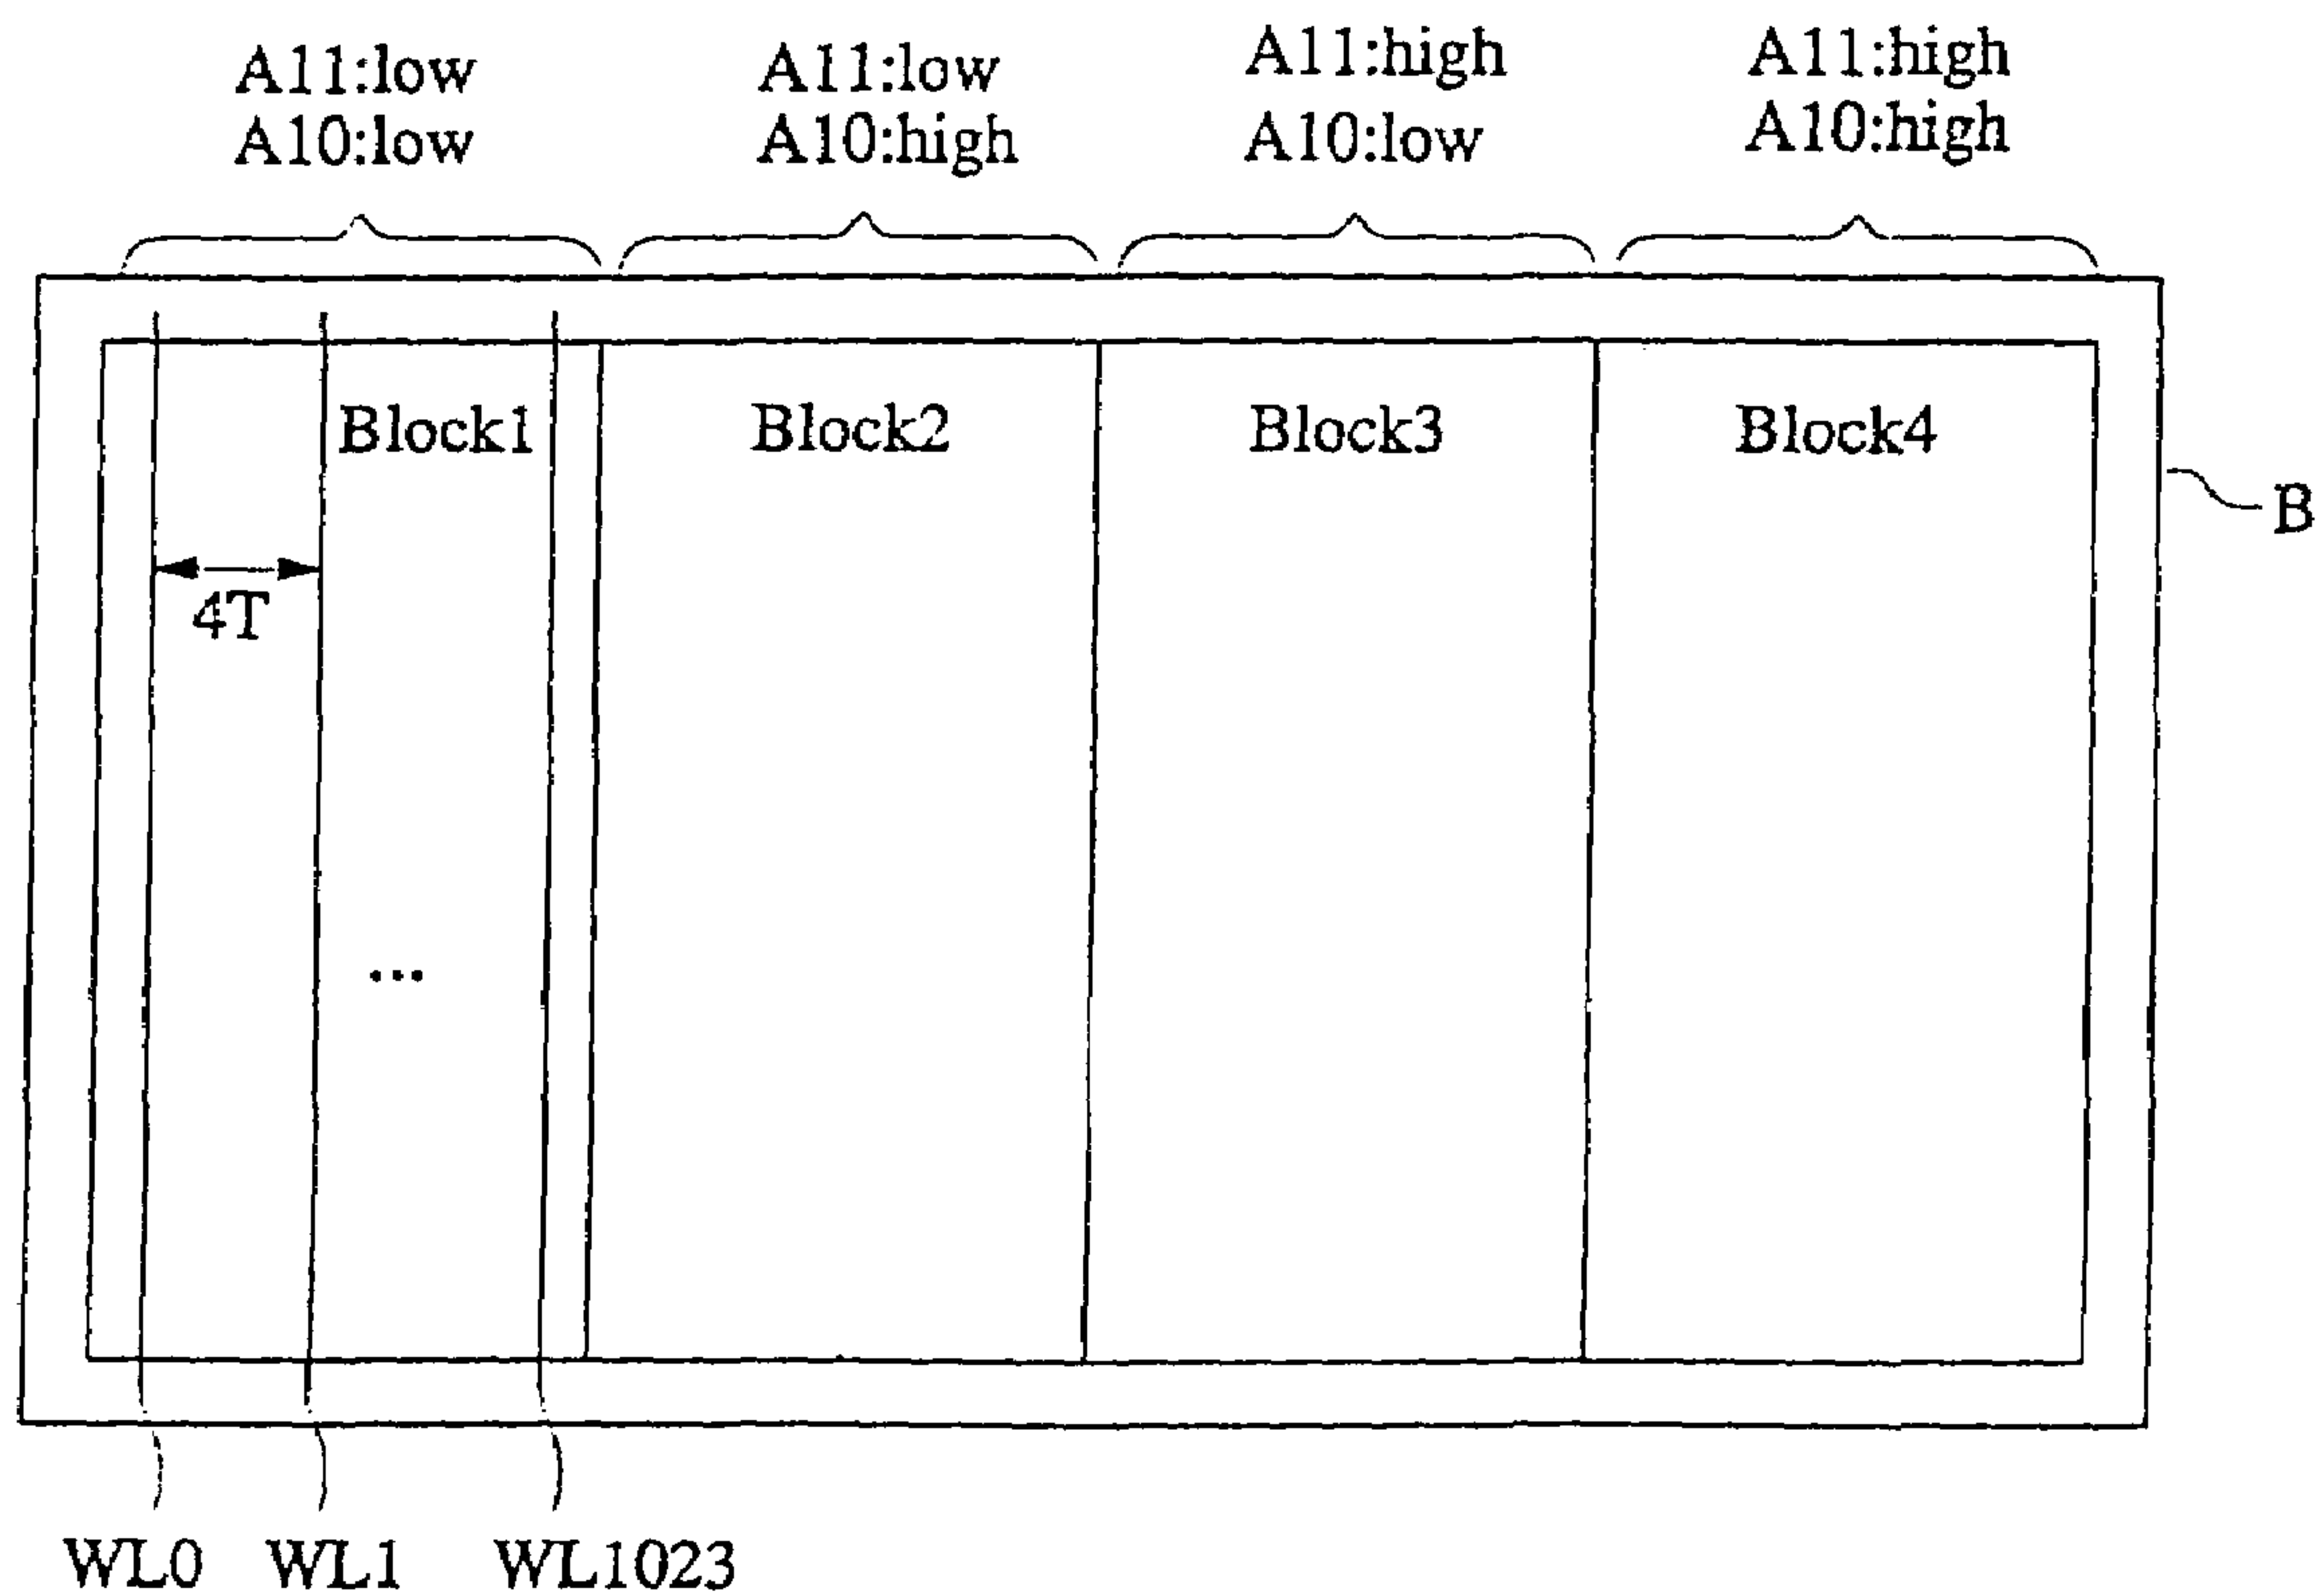 A11:low
A10:low
A11:low
A10:high
A11:high
A10:low
A11:high
A10:high
Block1
Block2
Block3
Block4
B
4T
...
WL0
WL1
WL1023